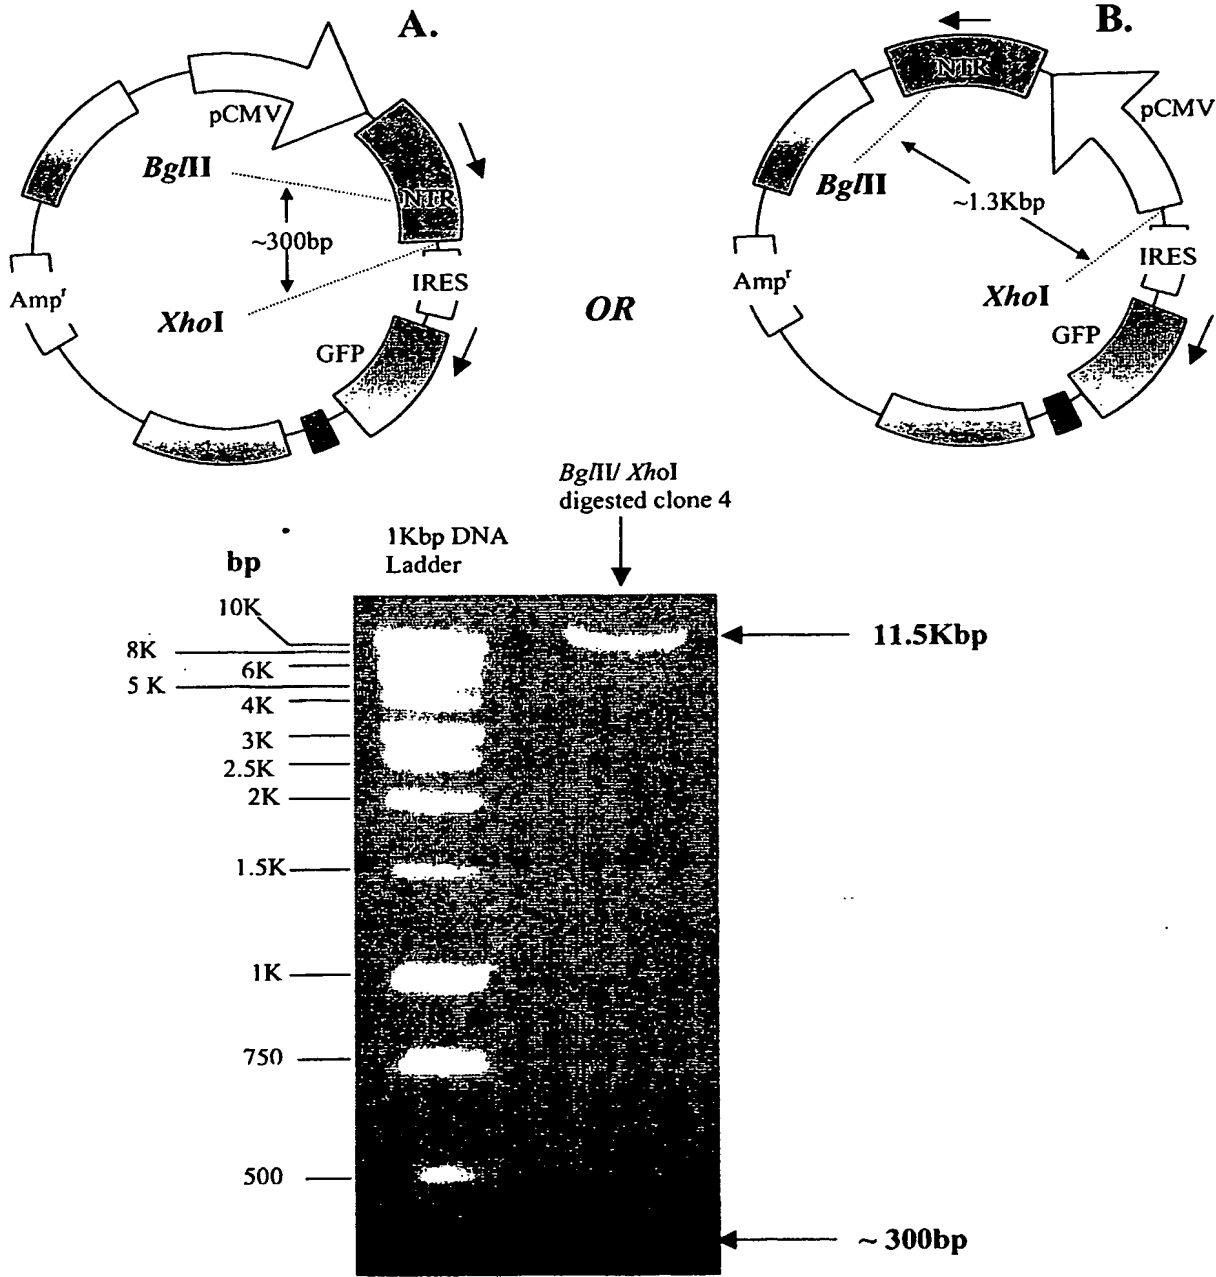 A.
pCMV
BglII
NTR
~300bp
XhoI
IRES
Ampr
GFP
OR
B.
NTR
pCMV
BglII
~1.3Kbp
XhoI
IRES
Ampr
GFP
BglII/ XhoI
digested clone 4
1Kbp DNA
Ladder
bp
10K
8K
6K
5 K
4K
3K
2.5K
2K
1.5K
1K
750
500
11.5Kbp
~ 300bp